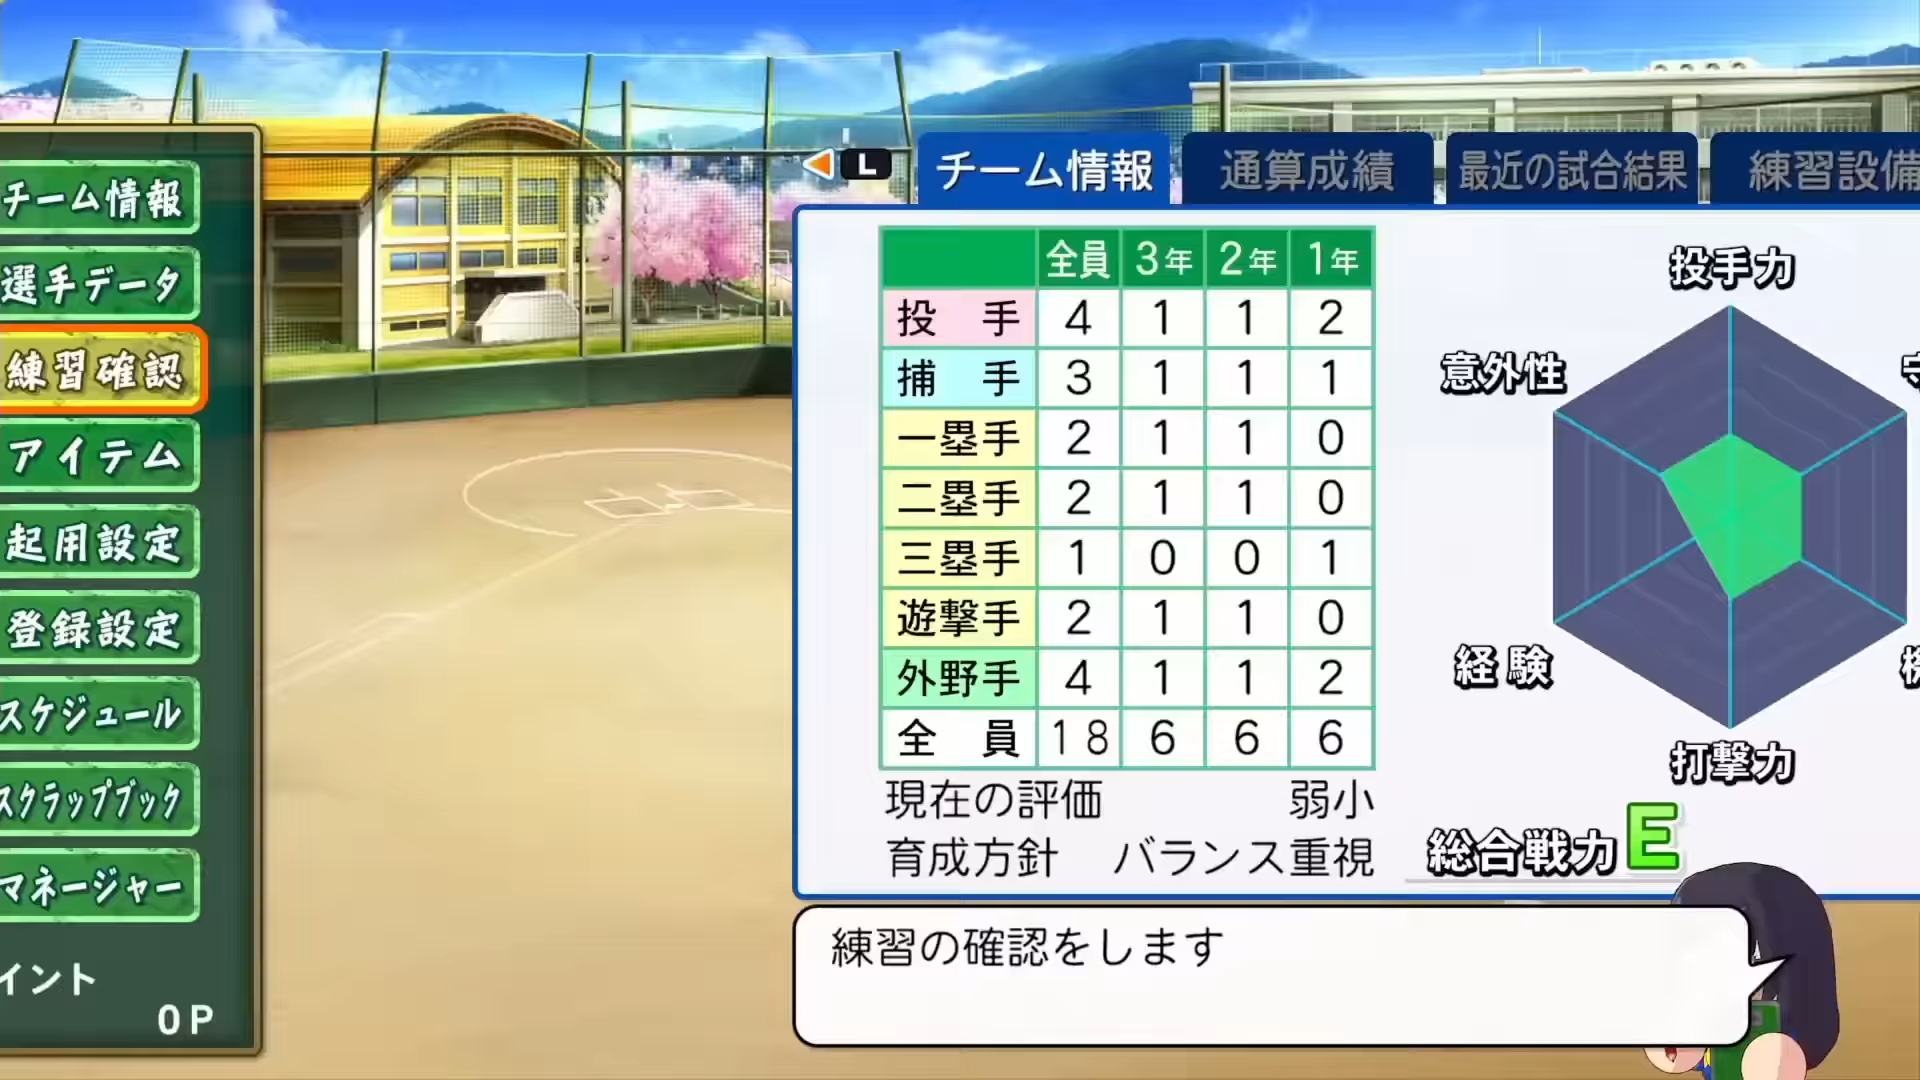 チーム情報
選手データ
練習確認
アイテム
起用設定
登録設定
スケジュール
スクラップブック
マネージャー
イント
0P
L
チーム情報 通算成績 最近の試合結果 練習設備
全員 3年 2年 1年
投手 4 1 1 2
捕手 3 1 1 1
一塁手 2 1 1 0
二塁手 2 1 1 0
三塁手 1 0 0 1
遊撃手 2 1 1 0
外野手 4 1 1 2
全員 18 6 6 6
現在の評価 弱小
育成方針 バランス重視
投手力
意外性
経験
打撃力
総合戦力 E
練習の確認をします